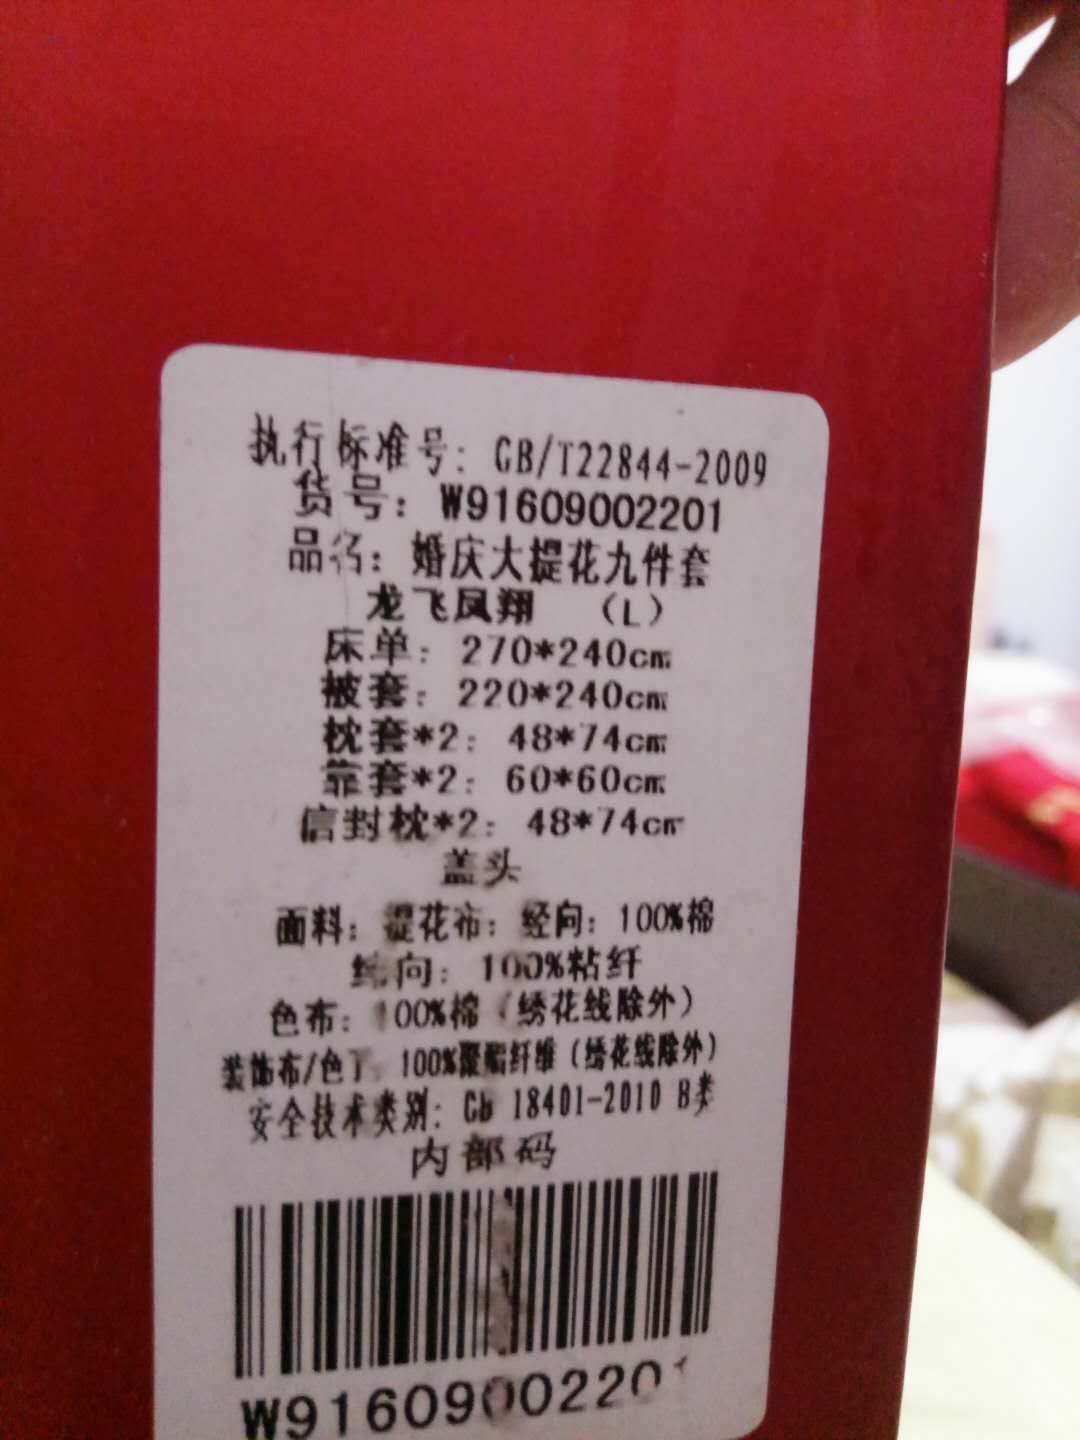 执行标准号: GB/T22844-2009
货号: W91609002201
品名: 婚庆大提花九件套
龙飞凤翔 (L)
床单: 270*240cm
被套: 220*240cm
枕套*2: 48*74cm
靠套*2: 60*60cm
信封枕*2: 48*74cm
盖头
面料: 提花布: 经向: 100%棉
纬向: 100%粘纤
色布: 100%棉 (绣花线除外)
装饰布/色丁: 100%聚酯纤维 (绣花线除外)
安全技术类别: Gb 18401-2010 B类
内部码
W91609002201